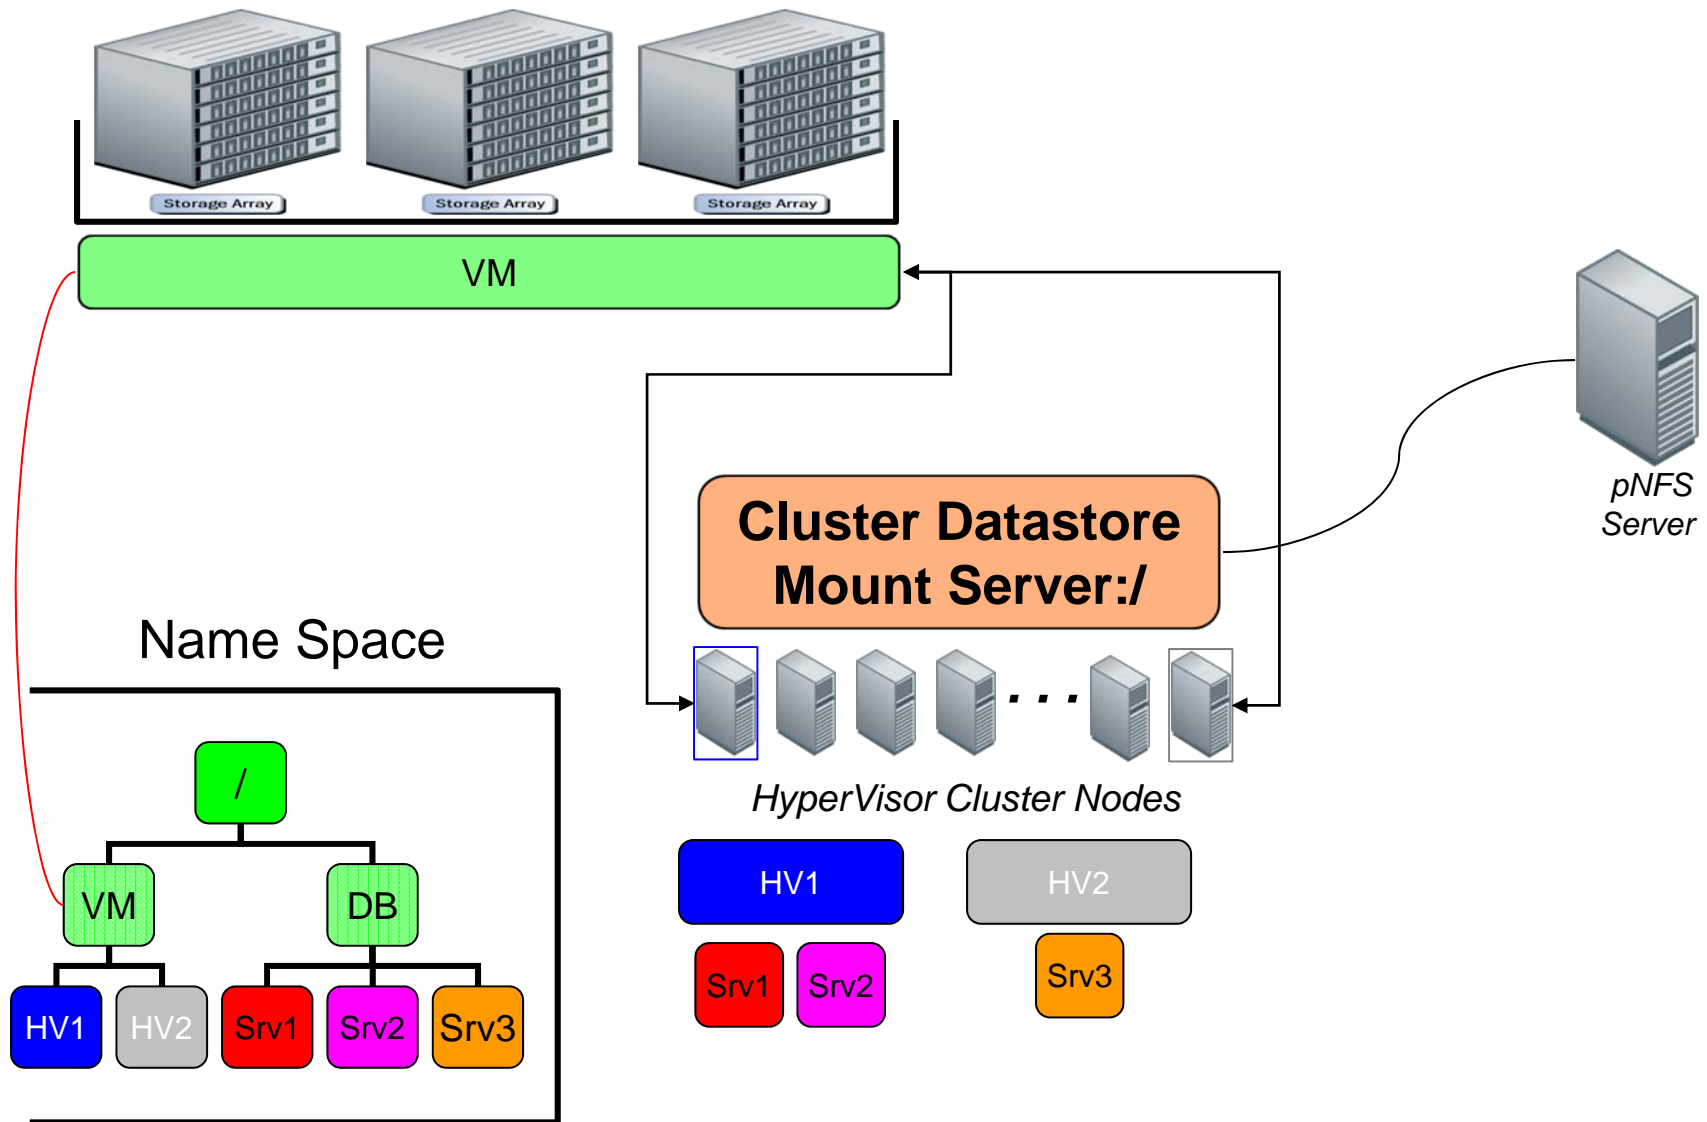 Storage Array
Storage Array
Storage Array
VM
pNFS
Server
Cluster Datastore
Mount Server:/
Name Space
. . .
HyperVisor Cluster Nodes
/
VM
DB
HV1
HV2
Srv1
Srv2
Srv3
HV1
HV2
Srv1
Srv2
Srv3